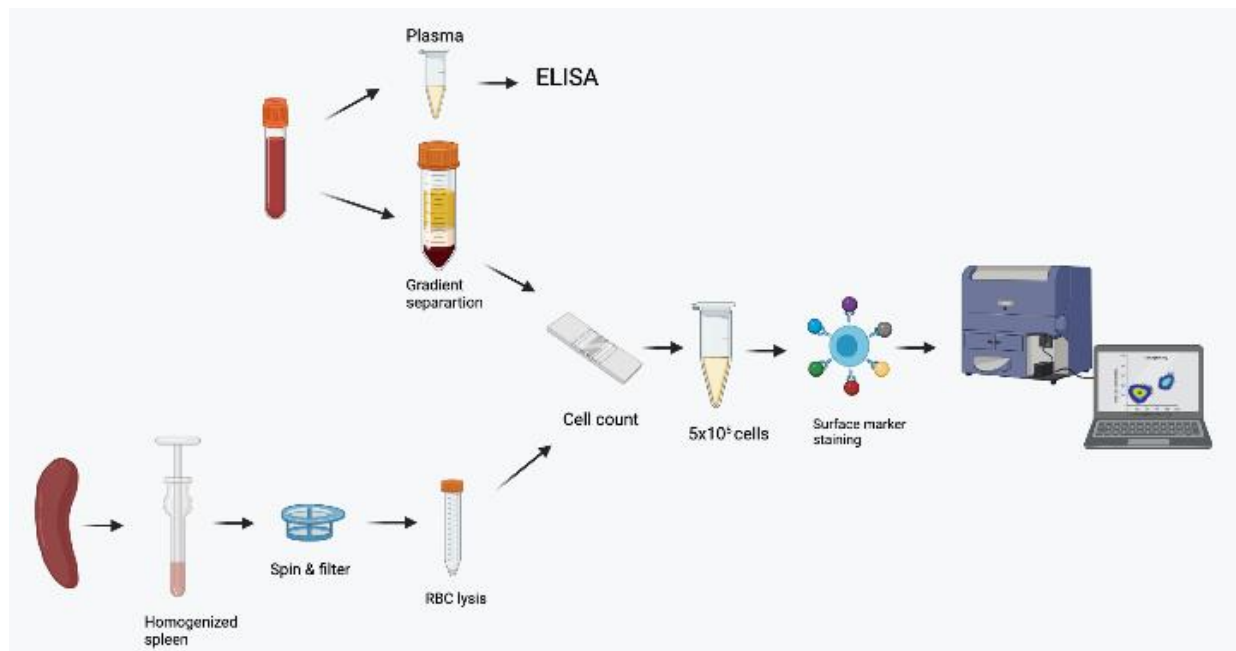 Plasma
ELISA
Gradient
separartion
Cell count
5x10⁵ cells
Surface marker
staining
Spin & filter
RBC lysis
Homogenized
spleen